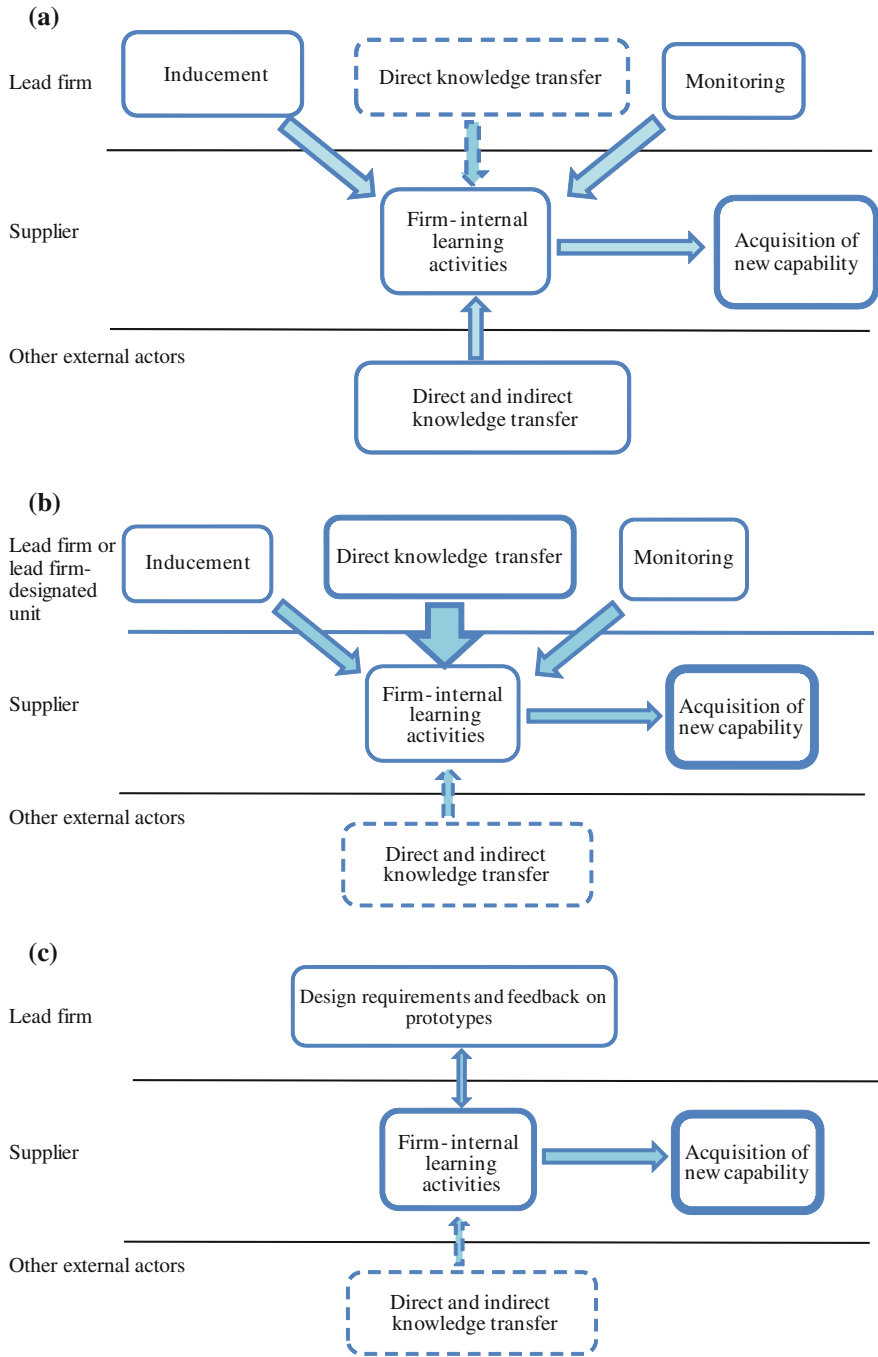 (a)
Lead firm
Inducement
Direct knowledge transfer
Monitoring
Supplier
Firm-internal
learning
activities
Acquisition of
new capability
Other external actors
Direct and indirect
knowledge transfer
(b)
Lead firm or
lead firm-
designated
unit
Inducement
Direct knowledge transfer
Monitoring
Supplier
Firm-internal
learning
activities
Acquisition of
new capability
Other external actors
Direct and indirect
knowledge transfer
(c)
Lead firm
Design requirements and feedback on
prototypes
Supplier
Firm-internal
learning
activities
Acquisition of
new capability
Other external actors
Direct and indirect
knowledge transfer